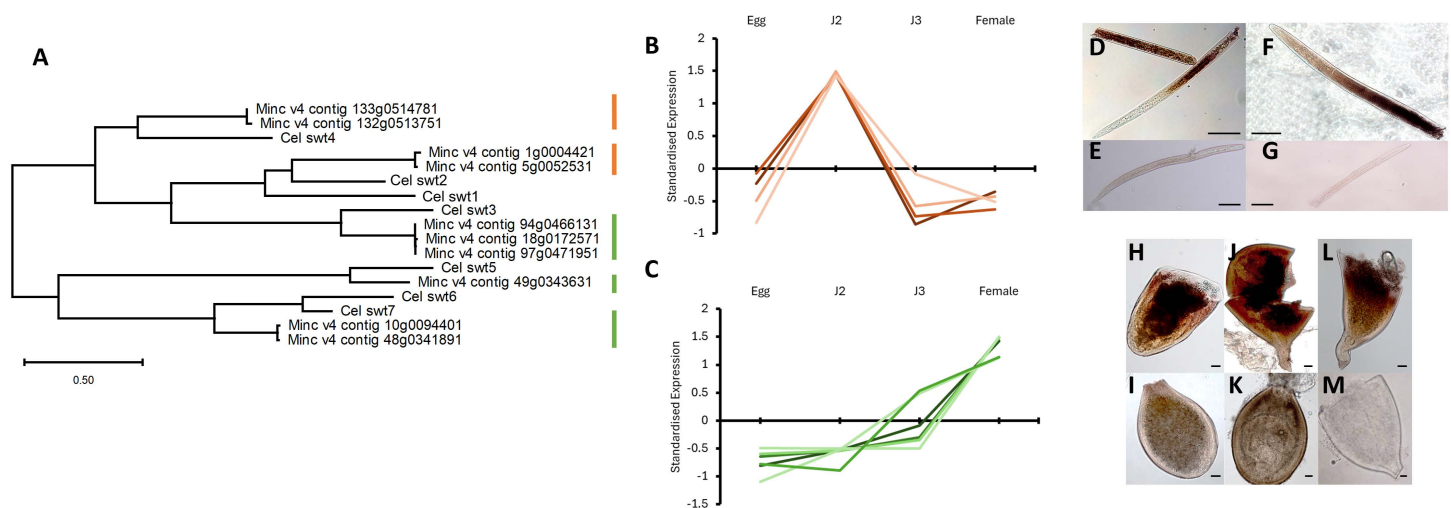 A
Minc v4 contig 133g0514781
Minc v4 contig 132g0513751
Cel swt4
Minc v4 contig 1g0004421
Minc v4 contig 5g0052531
Cel swt2
Cel swt1
Cel swt3
Minc v4 contig 94g0466131
Minc v4 contig 18g0172571
Minc v4 contig 97g0471951
Cel swt5
Minc v4 contig 49g0343631
Cel swt6
Cel swt7
Minc v4 contig 10g0094401
Minc v4 contig 48g0341891
0.50
B
Egg J2 J3 Female
Standardised Expression
2
1.5
1
0.5
0
-0.5
-1
C
Egg J2 J3 Female
Standardised Expression
2
1.5
1
0.5
0
-0.5
-1
-1.5
D F
E G
H J L
I K M